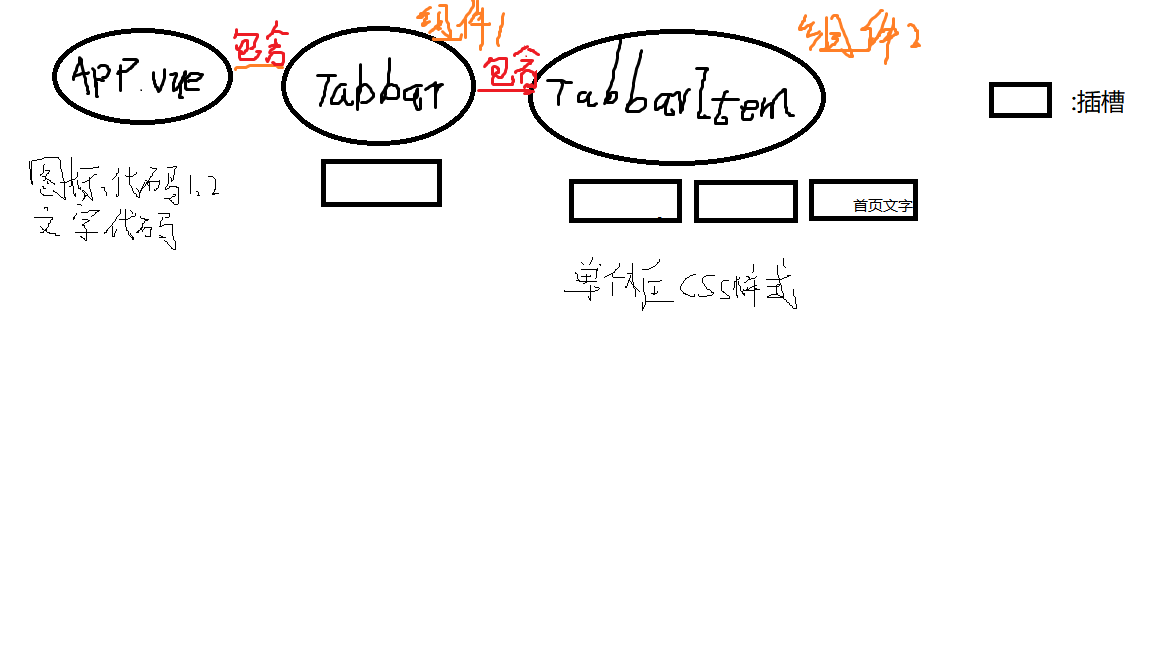 组件1
组件2
包含
包含
App.vue
Tabbar
TabbarItem
:插槽
图标代码1.2
文字代码
首页文字
单个框CSS样式